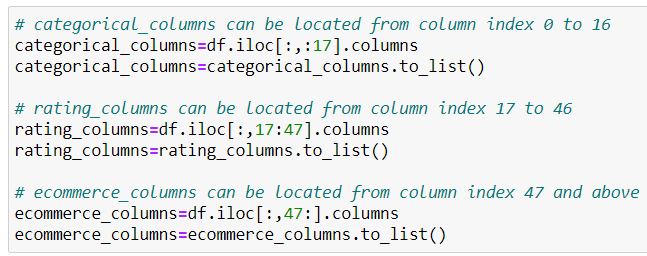 # categorical_columns can be located from column index 0 to 16
categorical_columns=df.iloc[:,:17].columns
categorical_columns=categorical_columns.to_list()
# rating_columns can be located from column index 17 to 46
rating_columns=df.iloc[:,17:47].columns
rating_columns=rating_columns.to_list()
# ecommerce_columns can be located from column index 47 and above
ecommerce_columns=df.iloc[:,47:].columns
ecommerce_columns=ecommerce_columns.to_list()